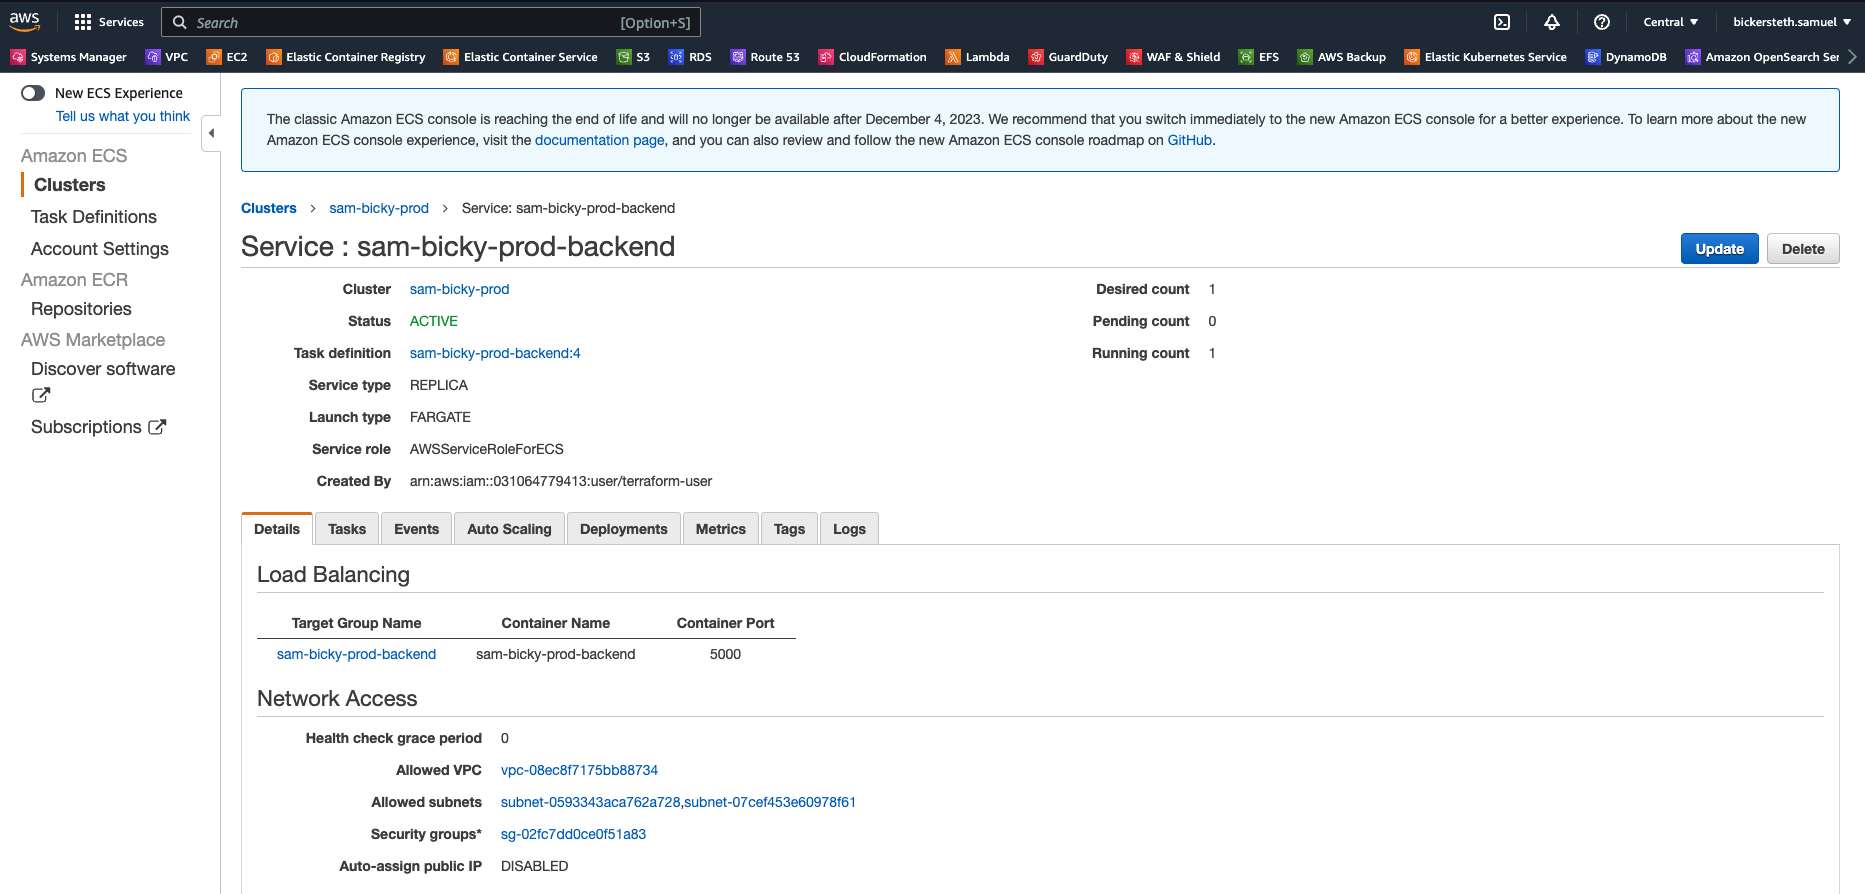 aws Services Search [Option+S] Central bickersteth.samuel
Systems Manager VPC EC2 Elastic Container Registry Elastic Container Service S3 RDS Route 53 CloudFormation Lambda GuardDuty WAF & Shield EFS AWS Backup Elastic Kubernetes Service DynamoDB Amazon OpenSearch Ser
New ECS Experience
Tell us what you think
Amazon ECS
Clusters
Task Definitions
Account Settings
Amazon ECR
Repositories
AWS Marketplace
Discover software
Subscriptions
The classic Amazon ECS console is reaching the end of life and will no longer be available after December 4, 2023. We recommend that you switch immediately to the new Amazon ECS console for a better experience. To learn more about the new
Amazon ECS console experience, visit the documentation page, and you can also review and follow the new Amazon ECS console roadmap on GitHub.
Clusters > sam-bicky-prod > Service: sam-bicky-prod-backend
Service : sam-bicky-prod-backend
Update Delete
Cluster sam-bicky-prod
Status ACTIVE
Task definition sam-bicky-prod-backend:4
Service type REPLICA
Launch type FARGATE
Service role AWSServiceRoleForECS
Created By arn:aws:iam::031064779413:user/terraform-user
Desired count 1
Pending count 0
Running count 1
Details Tasks Events Auto Scaling Deployments Metrics Tags Logs
Load Balancing
Target Group Name Container Name Container Port
sam-bicky-prod-backend sam-bicky-prod-backend 5000
Network Access
Health check grace period 0
Allowed VPC vpc-08ec8f7175bb88734
Allowed subnets subnet-0593343aca762a728,subnet-07cef453e60978f61
Security groups* sg-02fc7dd0ce0f51a83
Auto-assign public IP DISABLED